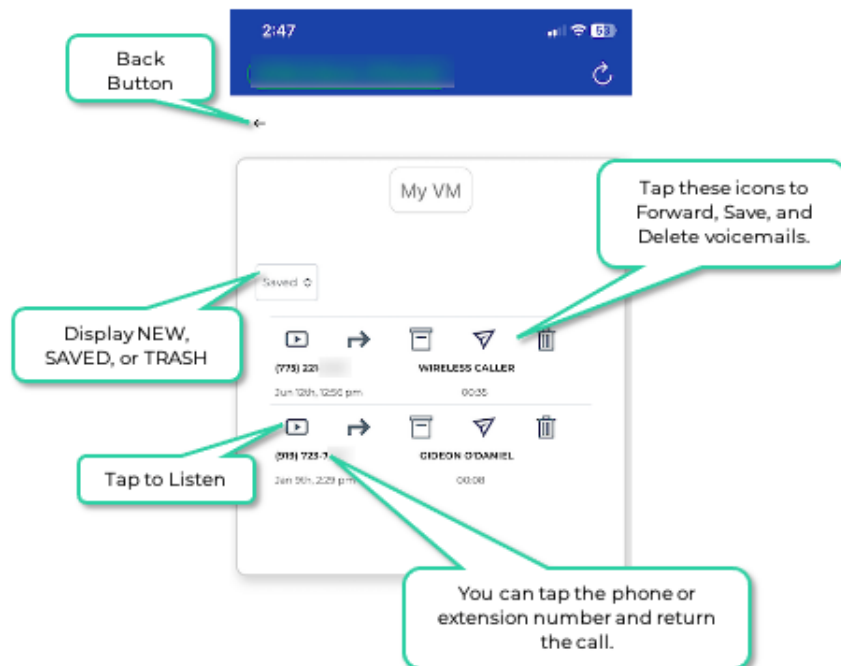 2:47
53
Back
Button
←
My VM
Tap these icons to
Forward, Save, and
Delete voicemails.
Saved
Display NEW,
SAVED, or TRASH
(775) 221
WIRELESS CALLER
Jun 12th, 12:56 pm
00:35
(919) 723-7
GIDEON O'DANIEL
Jan 9th, 2:29 pm
00:08
Tap to Listen
You can tap the phone or
extension number and return
the call.